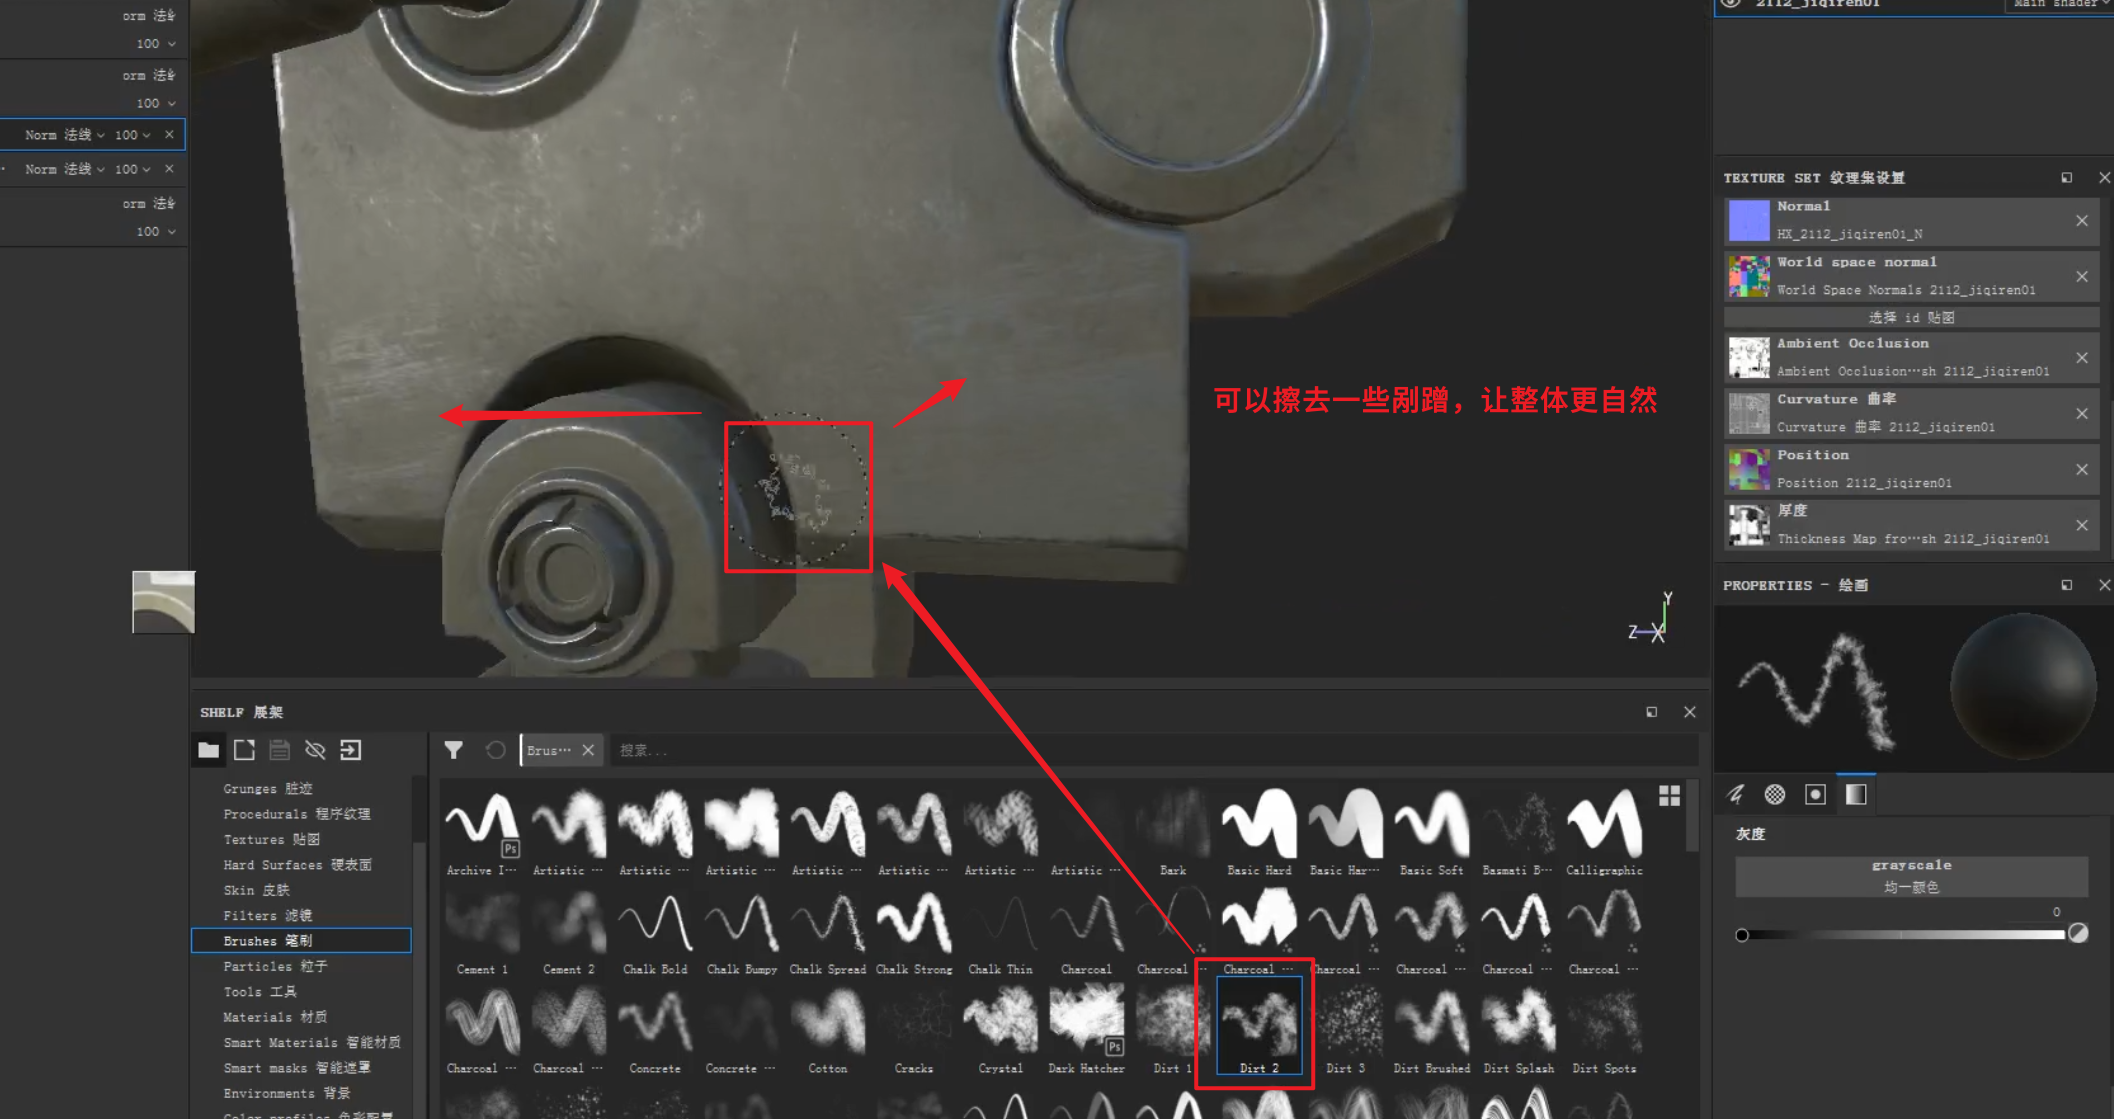 orm 法线
100
orm 法线
100
Norm 法线 100
Norm 法线 100
orm 法线
100
可以擦去一些剐蹭，让整体更自然
Y
Z X
2112_jiqiren01 Main shader
TEXTURE SET 纹理集设置
Normal
HX_2112_jiqiren01_N
World space normal
World Space Normals 2112_jiqiren01
选择 id 贴图
Ambient Occlusion
Ambient Occlusion…sh 2112_jiqiren01
Curvature 曲率
Curvature 曲率 2112_jiqiren01
Position
Position 2112_jiqiren01
厚度
Thickness Map fro…sh 2112_jiqiren01
PROPERTIES - 绘画
灰度
grayscale
均一颜色
0
SHELF 展架
Brus… 搜索...
Grunges 脏迹
Procedurals 程序纹理
Textures 贴图
Hard Surfaces 硬表面
Skin 皮肤
Filters 滤镜
Brushes 笔刷
Particles 粒子
Tools 工具
Materials 材质
Smart Materials 智能材质
Smart masks 智能遮罩
Environments 背景
Color profiles 色彩配置
Ps
Archive I… Artistic … Artistic … Artistic … Artistic … Artistic … Artistic … Artistic … Bark Basic Hard Basic Har… Basic Soft Basmati B… Calligraphic
Cement 1 Cement 2 Chalk Bold Chalk Bumpy Chalk Spread Chalk Strong Chalk Thin Charcoal Charcoal … Charcoal … Charcoal … Charcoal … Charcoal … Charcoal …
Ps
Charcoal … Charcoal … Concrete Concrete … Cotton Cracks Crystal Dark Hatcher Dirt 1 Dirt 2 Dirt 3 Dirt Brushed Dirt Splash Dirt Spots